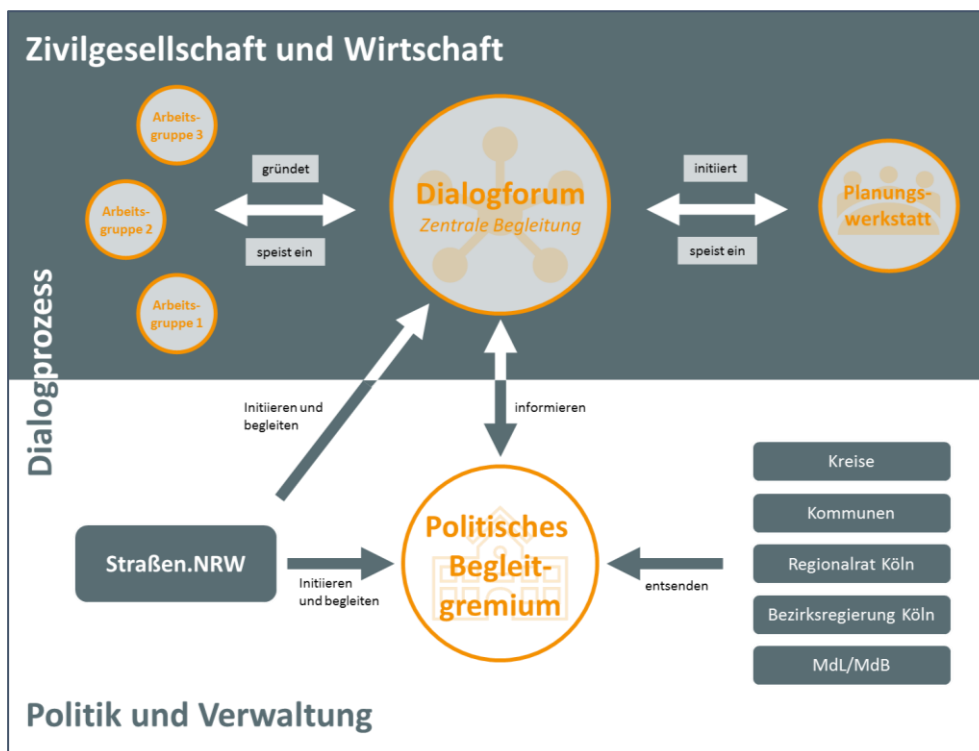 Zivilgesellschaft und Wirtschaft
Arbeits-
gruppe 3
Arbeits-
gruppe 2
Arbeits-
gruppe 1
gründet
speist ein
Dialogforum
Zentrale Begleitung
initiiert
speist ein
Planungs-
werkstatt
Dialogprozess
Initiieren und
begleiten
informieren
Straßen.NRW
Initiieren
und begleiten
Politisches
Begleit-
gremium
entsenden
Kreise
Kommunen
Regionalrat Köln
Bezirksregierung Köln
MdL/MdB
Politik und Verwaltung